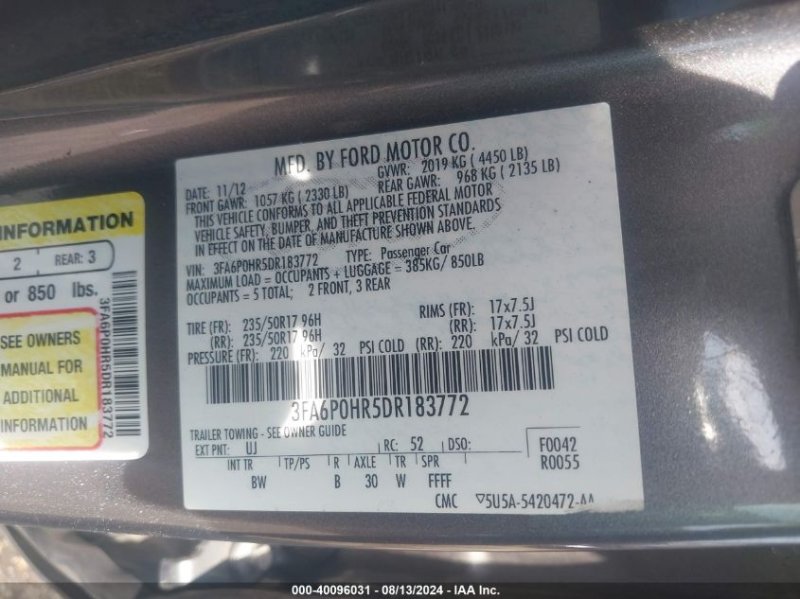 INFORMATION
2 REAR: 3
or 850 lbs.
SEE OWNERS
MANUAL FOR
ADDITIONAL
INFORMATION
3FA6P0HR5DR183772
MFD. BY FORD MOTOR CO.
DATE: 11/12 GVWR: 2019 KG ( 4450 LB)
FRONT GAWR: 1057 KG ( 2330 LB) REAR GAWR: 968 KG ( 2135 LB)
THIS VEHICLE CONFORMS TO ALL APPLICABLE FEDERAL MOTOR
VEHICLE SAFETY, BUMPER, AND THEFT PREVENTION STANDARDS
IN EFFECT ON THE DATE OF MANUFACTURE SHOWN ABOVE.
VIN: 3FA6P0HR5DR183772 TYPE: Passenger Car
MAXIMUM LOAD = OCCUPANTS + LUGGAGE = 385KG/ 850LB
OCCUPANTS = 5 TOTAL; 2 FRONT, 3 REAR
TIRE (FR): 235/50R17 96H RIMS (FR): 17x7.5J
(RR): 235/50R17 96H (RR): 17x7.5J
PRESSURE (FR): 220 kPa/ 32 PSI COLD (RR): 220 kPa/ 32 PSI COLD
3FA6P0HR5DR183772
TRAILER TOWING - SEE OWNER GUIDE
EXT PNT: UJ RC: 52 DSO: F0042
INT TR TP/PS R AXLE TR SPR R0055
BW B 30 W FFFF
CMC 5U5A-5420472-AA
000-40096031 - 08/13/2024 - IAA Inc.